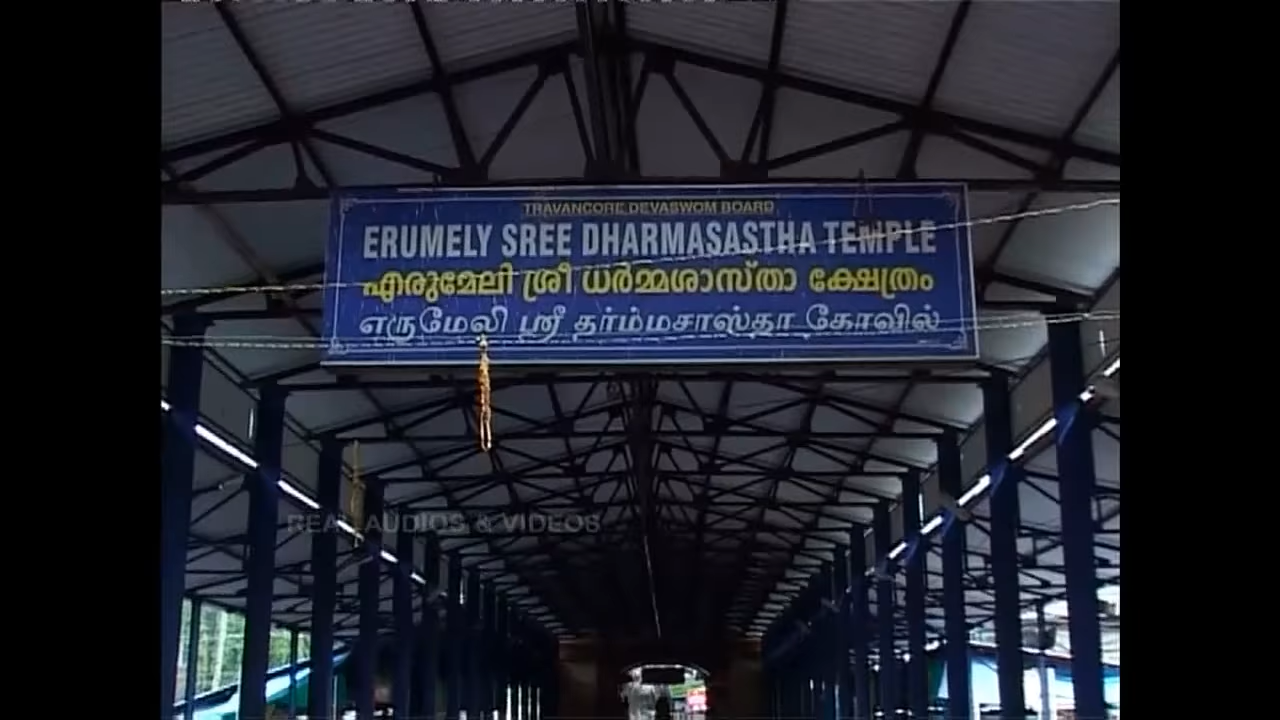 TRAVANCORE DEVASWOM BOARD
ERUMELY SREE DHARMASASTHA TEMPLE
എരുമേലി ശ്രീ ധർമ്മശാസ്താ ക്ഷേത്രം
எருமேலி ஸ்ரீ தர்ம்மசாஸ்தா கோவில்
REAL AUDIOS & VIDEOS